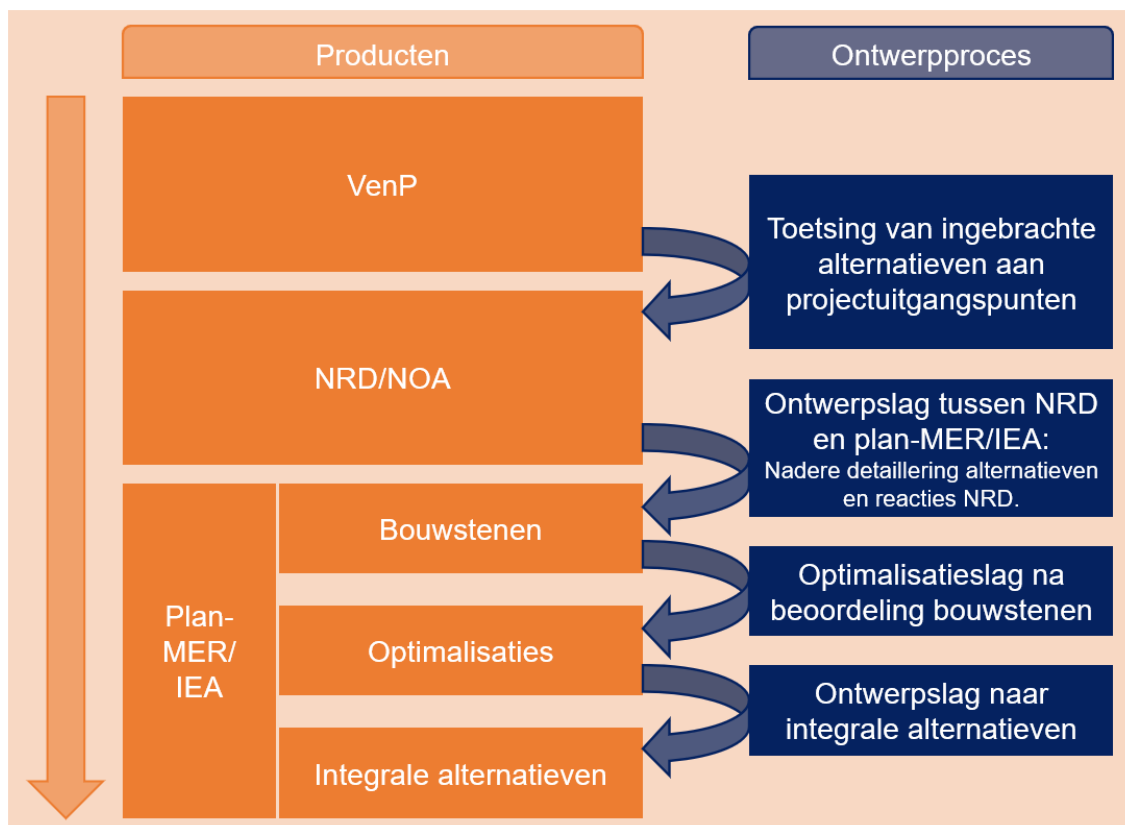 Producten
Ontwerpproces
VenP
Toetsing van ingebrachte
alternatieven aan
projectuitgangspunten
NRD/NOA
Ontwerpslag tussen NRD
en plan-MER/IEA:
Nadere detaillering alternatieven
en reacties NRD.
Plan-
MER/
IEA
Bouwstenen
Optimalisatieslag na
beoordeling bouwstenen
Optimalisaties
Ontwerpslag naar
integrale alternatieven
Integrale alternatieven